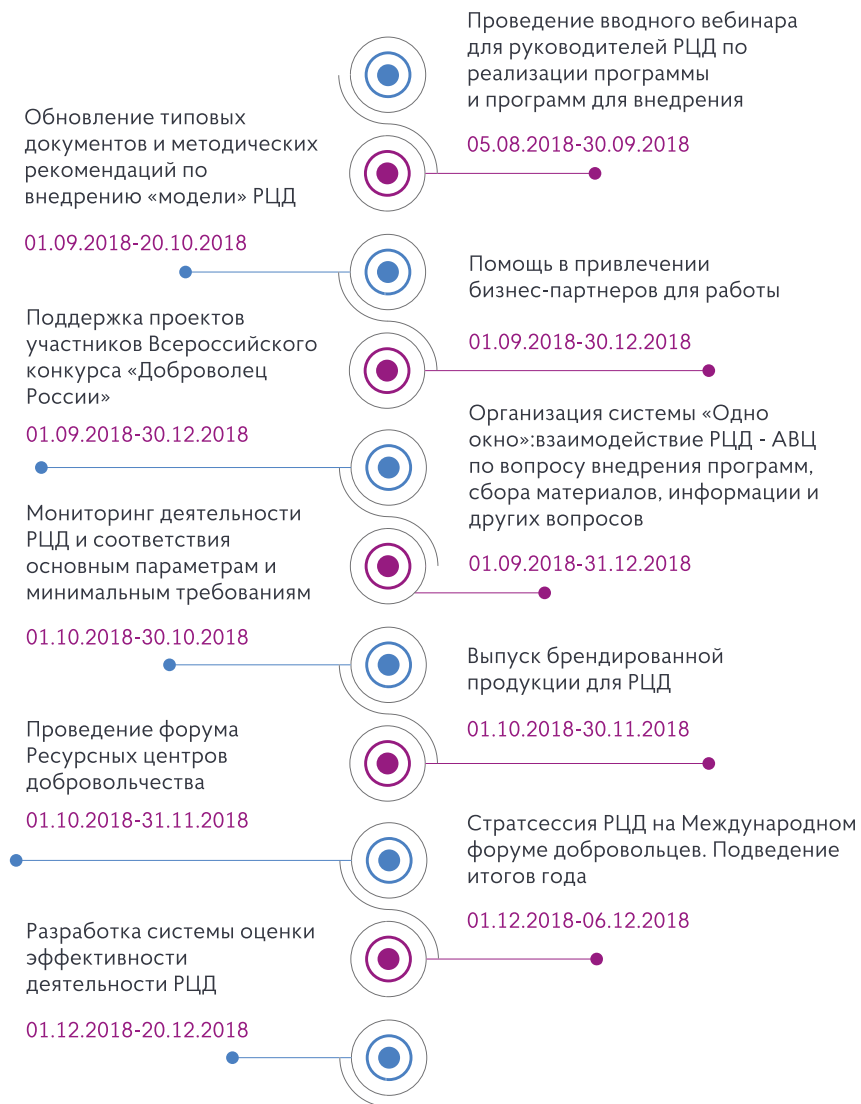 Проведение вводного вебинара
для руководителей РЦД по
реализации программы
и программ для внедрения
05.08.2018-30.09.2018
Обновление типовых
документов и методических
рекомендаций по
внедрению «модели» РЦД
01.09.2018-20.10.2018
Помощь в привлечении
бизнес-партнеров для работы
01.09.2018-30.12.2018
Поддержка проектов
участников Всероссийского
конкурса «Доброволец
России»
01.09.2018-30.12.2018
Организация системы «Одно
окно»:взаимодействие РЦД - АВЦ
по вопросу внедрения программ,
сбора материалов, информации и
других вопросов
01.09.2018-31.12.2018
Мониторинг деятельности
РЦД и соответствия
основным параметрам и
минимальным требованиям
01.10.2018-30.10.2018
Выпуск брендированной
продукции для РЦД
01.10.2018-30.11.2018
Проведение форума
Ресурсных центров
добровольчества
01.10.2018-31.11.2018
Стратсессия РЦД на Международном
форуме добровольцев. Подведение
итогов года
01.12.2018-06.12.2018
Разработка системы оценки
эффективности
деятельности РЦД
01.12.2018-20.12.2018